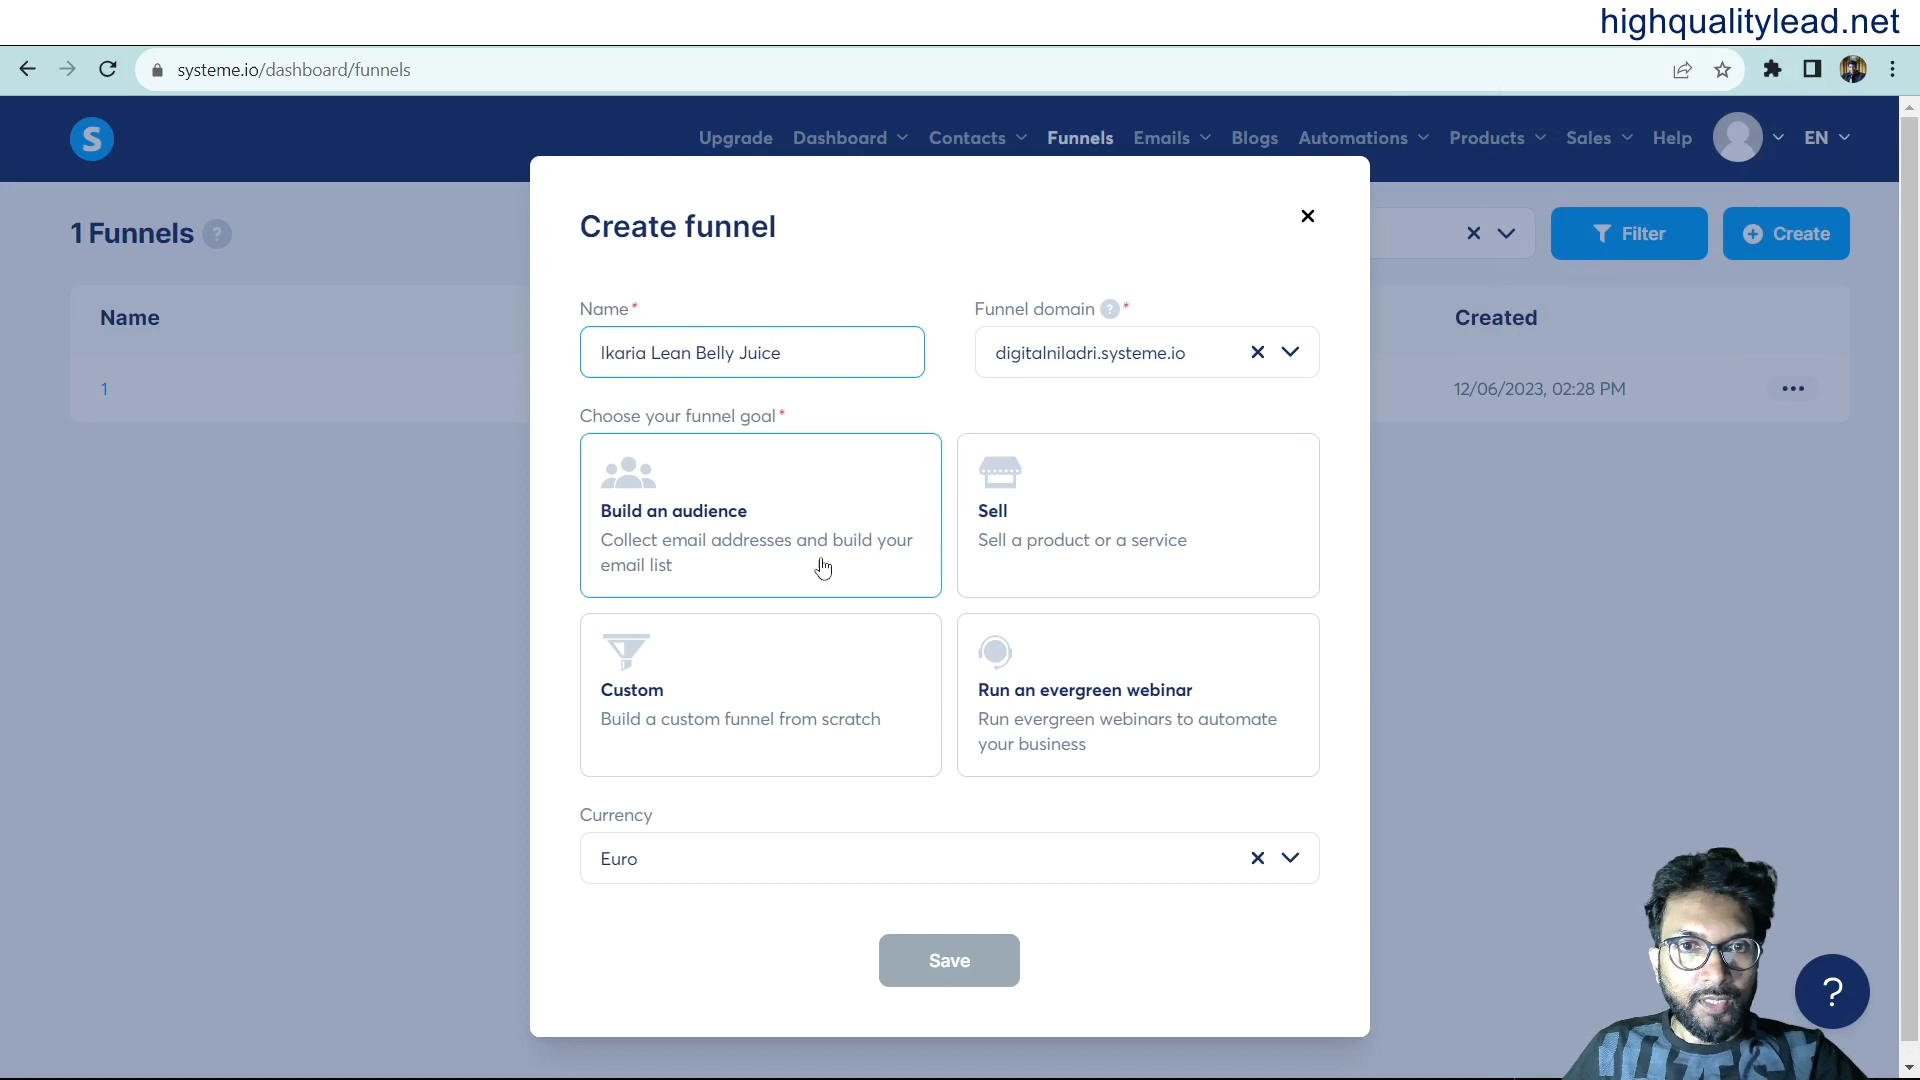 highqualitylead.net
systeme.io/dashboard/funnels
S
Upgrade Dashboard Contacts Funnels Emails Blogs Automations Products Sales Help EN
1 Funnels ?
Filter
Create
Name
Created
1
12/06/2023, 02:28 PM
Create funnel
Name*
Funnel domain ? *
Ikaria Lean Belly Juice
digitalniladri.systeme.io
Choose your funnel goal*
Build an audience
Collect email addresses and build your
email list
Sell
Sell a product or a service
Custom
Build a custom funnel from scratch
Run an evergreen webinar
Run evergreen webinars to automate
your business
Currency
Euro
Save
?